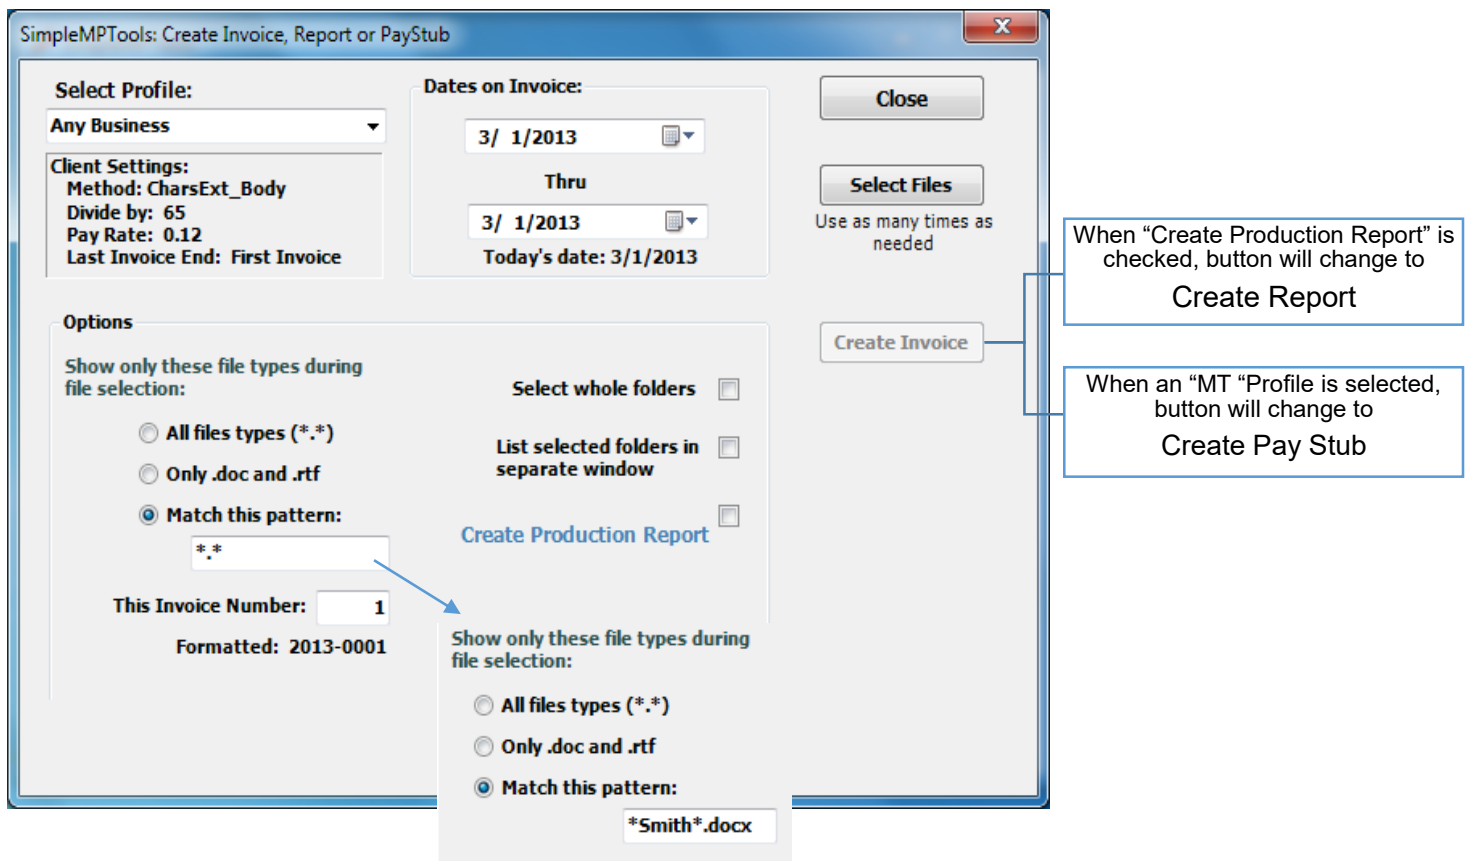 SimpleMPTools: Create Invoice, Report or PayStub
X
Select Profile:
Any Business
Client Settings:
Method: CharsExt_Body
Divide by: 65
Pay Rate: 0.12
Last Invoice End: First Invoice
Dates on Invoice:
3/ 1/2013
Thru
3/ 1/2013
Today's date: 3/1/2013
Close
Select Files
Use as many times as
needed
Create Invoice
When “Create Production Report” is
checked, button will change to
Create Report
When an “MT “Profile is selected,
button will change to
Create Pay Stub
Options
Show only these file types during
file selection:
All files types (*.*)
Only .doc and .rtf
Match this pattern:
*.*
This Invoice Number: 1
Formatted: 2013-0001
Select whole folders
List selected folders in
separate window
Create Production Report
Show only these file types during
file selection:
All files types (*.*)
Only .doc and .rtf
Match this pattern:
*Smith*.docx